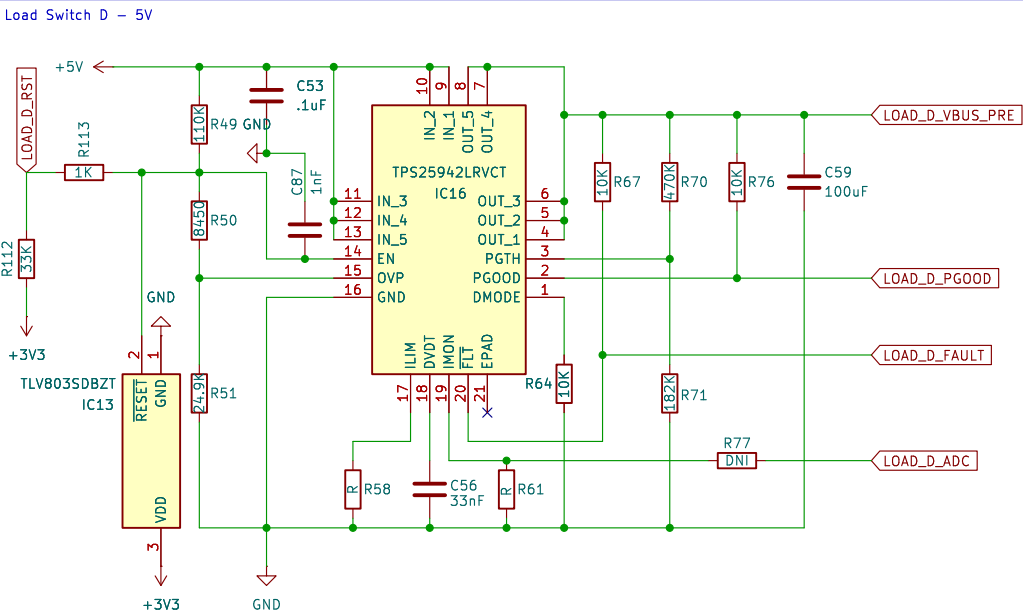 Load Switch D - 5V
+5V
LOAD_D_RST
R113
1K
R112
33K
+3V3
110K
R49
GND
C53
.1uF
C87
1nF
8450
R50
GND
TLV803SDBZT
IC13
2
1
RESET
GND
VDD
3
+3V3
24.9K
R51
GND
10
9
8
7
IN_2
IN_1
OUT_5
OUT_4
TPS25942LRVCT
IC16
11
IN_3
OUT_3
6
12
IN_4
OUT_2
5
13
IN_5
OUT_1
4
14
EN
PGTH
3
15
OVP
PGOOD
2
16
GND
DMODE
1
ILIM
DVDT
IMON
FLT
EPAD
17
18
19
20
21
R
R58
C56
33nF
R
R61
R64
10K
10K
R67
470K
R70
10K
R76
C59
100uF
182K
R71
R77
DNI
LOAD_D_VBUS_PRE
LOAD_D_PGOOD
LOAD_D_FAULT
LOAD_D_ADC